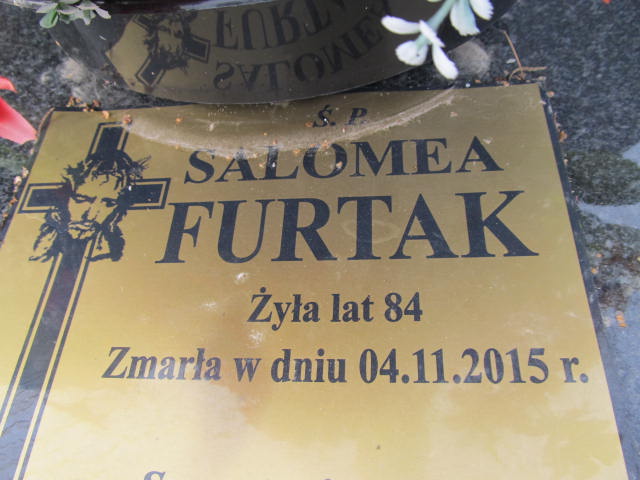 Ś. P.
SALOMEA
FURTAK
Żyła lat 84
Zmarła w dniu 04.11.2015 r.